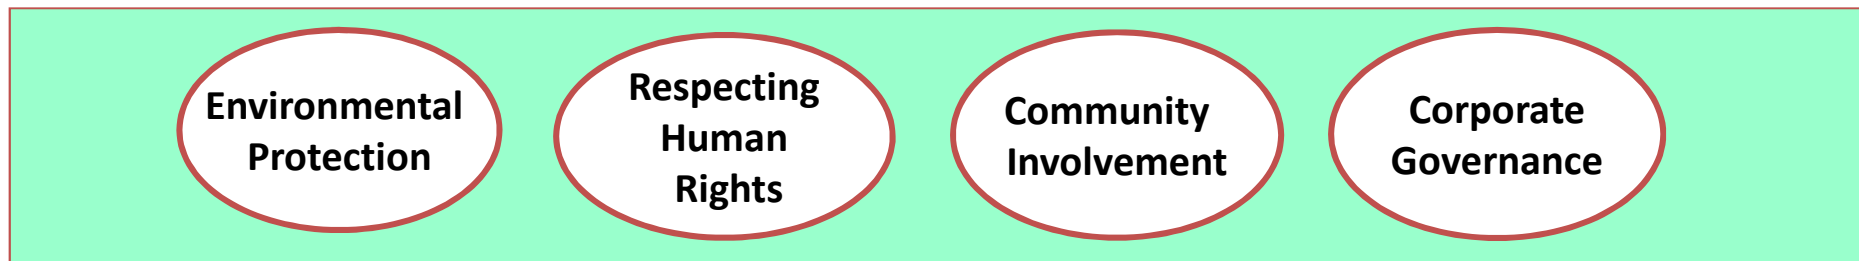 Environmental
Protection
Respecting
Human
Rights
Community
Involvement
Corporate
Governance